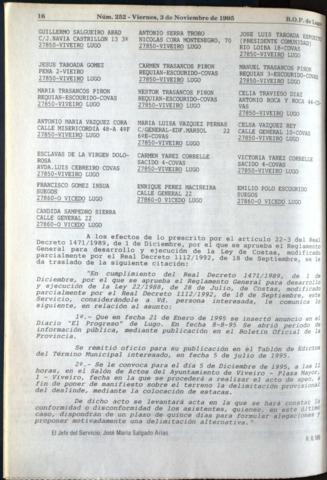 16 Núm. 252 - Viernes, 3 de Noviembre de 1995 B.O.P. de Lugo
GUILLERMO SALGUEIRO ABAD
C/.NAVIA CASTRILLON 13 3º
27850-VIVEIRO LUGO
ANTONIO SERRA TROBO
NICOLAS CORA MONTENEGRO, 70
27850-VIVEIRO LUGO
JOSE LUIS TABOADA
(PRESIDENTE COMUNIDAD)
RIO LOIBA 18-COVAS
27850-VIVEIRO LUGO
JESUS TABOADA GOMEZ
PENA 2-VIEIRO
27850-VIVEIRO LUGO
CARMEN TRASANCOS PIÑON
REQUIAN-ESCOURIDO-COVAS
27850-VIVEIRO LUGO
MANUEL TRASANCOS PIÑON
REQUIAN 3-ESCOURIDO-COVAS
27850-VIVEIRO LUGO
MARIA TRASANCOS PIÑON
REQUIAN-ESCOURIDO-COVAS
27850-VIVEIRO LUGO
NESTOR TRASANCOS PIÑON
REQUIAN-ESCOURIDO-COVAS
27850-VIVEIRO LUGO
CELIA TRAVIESO DIAZ
ANTONIO ROCA Y ROCA
VAS
27850-VIVEIRO LUGO
ANTONIO MARIA VAZQUEZ CORA
CALLE MISERICORDIA 48-A 49F
27850-VIVEIRO LUGO
MARIA LUISA VAZQUEZ PERNAS
C/GENERAL-EDF.MARSOL 22
69E-COVAS
27850-VIVEIRO LUGO
CELSA VAZQUEZ REY
CALLE GENERAL 10-COVAS
27850-VIVEIRO LUGO
ESCLAVAS DE LA VIRGEN DOLO-
ROSA
AVDA.LUIS CEBREIRO COVAS
27850-VIVEIRO LUGO
CARMEN YAREZ CORBELLE
SACIDO 4-COVAS
27850-VIVEIRO LUGO
VICTORIA YAREZ CORBELLE
SACIDO 4-COVAS
27850-VIVEIRO LUGO
FRANCISCO GOMEZ INSUA
SUEGOS
27860-O VICEDO LUGO
ENRIQUE PEREZ MACINEIRA
CALLE GENERAL 22
27860-O VICEDO LUGO
EMILIO POLO ESCOURIDO
SUEGOS
27860-O VICEDO LUGO
CANDIDA SAMPEDRO SIERRA
CALLE GENERAL 22
27860-O VICEDO LUGO
A los efectos de lo prescrito por el artículo 22-3 del Real
Decreto 1471/1989, de 1 de Diciembre, por el que se aprueba el Reglamento
General para desarrollo y ejecución de la Ley de Costas, modificado
parcialmente por el Real Decreto 1112/1992, de 18 de Septiembre, se le
da traslado de la siguiente citación:
"En cumplimiento del Real Decreto 1471/1989, de 1 de
Diciembre, por el que se aprueba el Reglamento General para desarrollo
y ejecución de la Ley 22/1988, de 28 de Julio, de Costas, modificado
parcialmente por el Real Decreto 1112/1992, de 18 de Septiembre, este
Servicio, considerándole a Vd. persona interesada, le comunica lo
siguiente, en relación al asunto:
1º.- Que en fecha 21 de Enero de 1995 se insertó anuncio en el
Diario "El Progreso" de Lugo. En fecha 8-8-95 Se abrió período de
información pública, mediante publicación en el Boletín Oficial de la
Provincia.
Se remitió oficio para su publicación en el Tablón de Edictos
del Término Municipal interesado, en fecha 5 de julio de 1995.
2º.- Se le convoca para el día 5 de Diciembre de 1995, a las 11
horas, en el Salón de Actos del Ayuntamiento de Viveiro - Plaza Mayor,
1 - Viveiro, fecha en la que se procederá a realizar el acto de apeo, a
fin de poner de manifiesto sobre el terreno la delimitación provisional
del deslinde, mediante la colocación de estacas.
De dicho acto se levantará acta en la que se hará constar la
conformidad o disconformidad de los asistentes, quienes, en este último
caso, dispondrán de un plazo de quince días para formular alegaciones y
proponer motivadamente una delimitación alternativa."
El Jefe del Servicio, José María Salgado Arias.